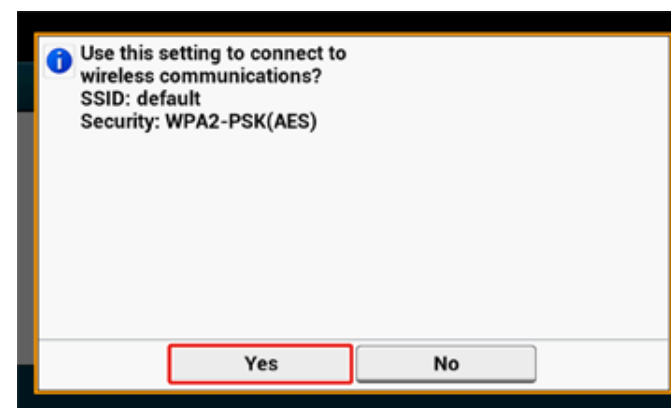 Use this setting to connect to
wireless communications?
SSID: default
Security: WPA2-PSK(AES)
Yes
No